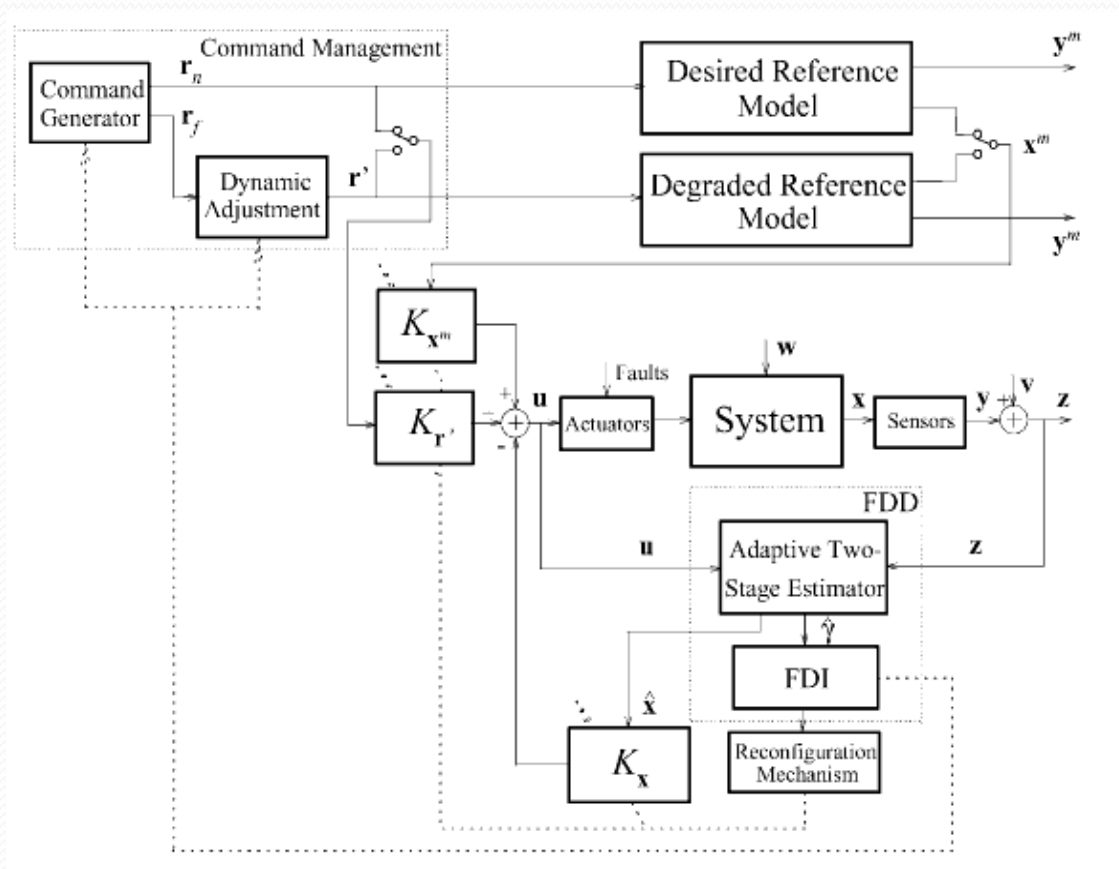 Command Management
r_n
Command
Generator
r_f
Dynamic
Adjustment
r’
Desired Reference
Model
y^m
x^m
Degraded Reference
Model
y^m
K_x^m
K_r’
+
−
+
-
u
Faults
Actuators
w
System
x
Sensors
y
+
v
+
z
FDD
u
Adaptive Two-
Stage Estimator
z
γ̂
FDI
x̂
K_x
Reconfiguration
Mechanism